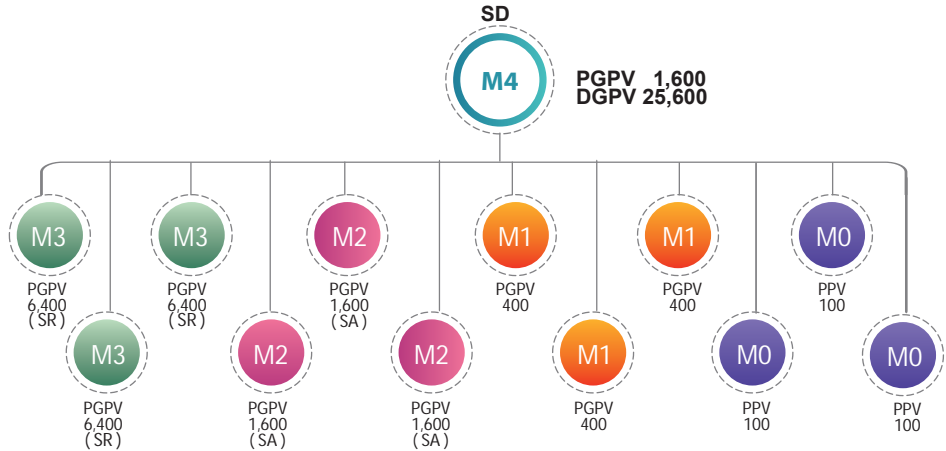 SD
M4
PGPV 1,600
DGPV 25,600
M3
PGPV
6,400
( SR )
M3
PGPV
6,400
( SR )
M2
PGPV
1,600
( SA )
M1
PGPV
400
M1
PGPV
400
M0
PPV
100
M3
PGPV
6,400
( SR )
M2
PGPV
1,600
( SA )
M2
PGPV
1,600
( SA )
M1
PGPV
400
M0
PPV
100
M0
PPV
100